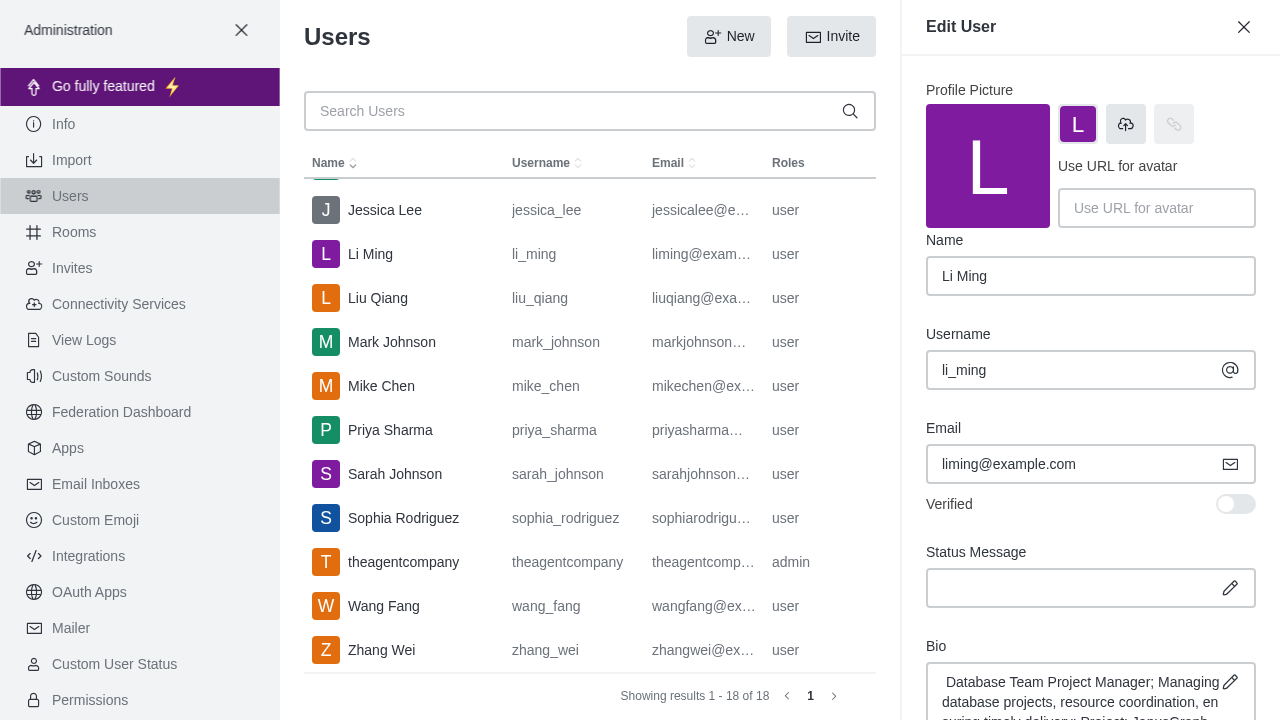 Administration
Go fully featured
Info
Import
Users
Rooms
Invites
Connectivity Services
View Logs
Custom Sounds
Federation Dashboard
Apps
Email Inboxes
Custom Emoji
Integrations
OAuth Apps
Mailer
Custom User Status
Permissions
Users
New
Invite
Search Users
Name Username Email Roles
J Jessica Lee jessica_lee jessicalee@e… user
L Li Ming li_ming liming@exam… user
L Liu Qiang liu_qiang liuqiang@exa… user
M Mark Johnson mark_johnson markjohnson… user
M Mike Chen mike_chen mikechen@ex… user
P Priya Sharma priya_sharma priyasharma… user
S Sarah Johnson sarah_johnson sarahjohnson… user
S Sophia Rodriguez sophia_rodriguez sophiarodrigu… user
T theagentcompany theagentcompany theagentcomp… admin
W Wang Fang wang_fang wangfang@ex… user
Z Zhang Wei zhang_wei zhangwei@ex… user
Showing results 1 - 18 of 18 1
Edit User
Profile Picture
L
L
Use URL for avatar
Use URL for avatar
Name
Li Ming
Username
li_ming
Email
liming@example.com
Verified
Status Message
Bio
Database Team Project Manager; Managing
database projects, resource coordination, en
suring timely delivery; Project: JanusGraph